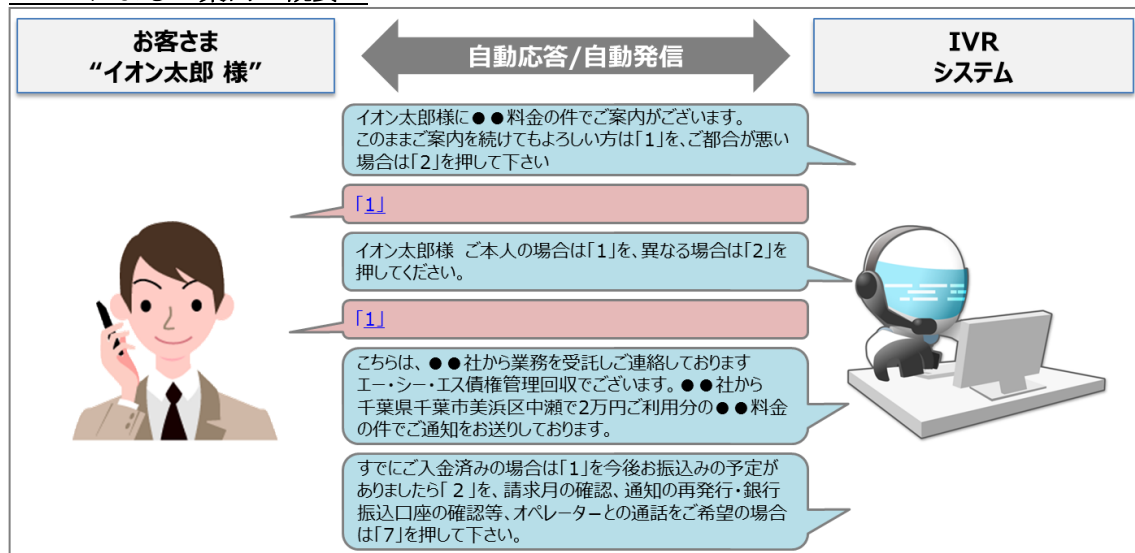 お客さま
“イオン太郎 様”
自動応答/自動発信
IVR
システム
イオン太郎様に●●料金の件でご案内がございます。
このままご案内を続けてもよろしい方は「1」を、ご都合が悪い
場合は「2」を押して下さい
「1」
イオン太郎様 ご本人の場合は「1」を、異なる場合は「2」を
押してください。
「1」
こちらは、●●社から業務を受託しご連絡しております
エー・シー・エス債権管理回収でございます。●●社から
千葉県千葉市美浜区中瀬で2万円ご利用分の●●料金
の件でご通知をお送りしております。
すでにご入金済みの場合は「1」を今後お振込みの予定が
ありましたら「 2 」を、請求月の確認、通知の再発行・銀行
振込口座の確認等、オペレーターとの通話をご希望の場合
は「7」を押して下さい。